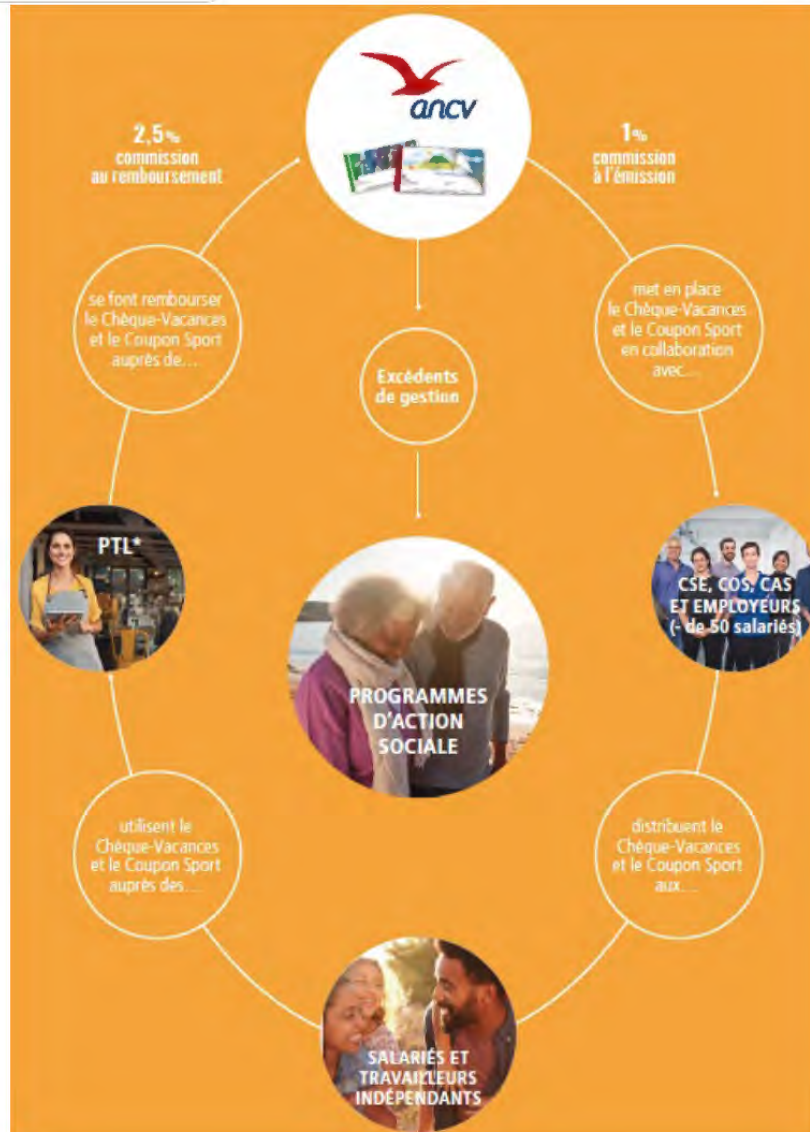 ancv
2,5%
commission
au remboursement
1%
commission
à l'émission
se font rembourser
le Chèque-Vacances
et le Coupon Sport
auprès de...
met en place
le Chèque-Vacances
et le Coupon Sport
en collaboration
avec...
Excédents
de gestion
PTL*
CSE, COS, CAS
ET EMPLOYEURS
(- de 50 salariés)
PROGRAMMES
D'ACTION
SOCIALE
utilisent le
Chèque-Vacances
et le Coupon Sport
auprès des...
distribuent le
Chèque-Vacances
et le Coupon Sport
aux...
SALARIÉS ET
TRAVAILLEURS
INDÉPENDANTS